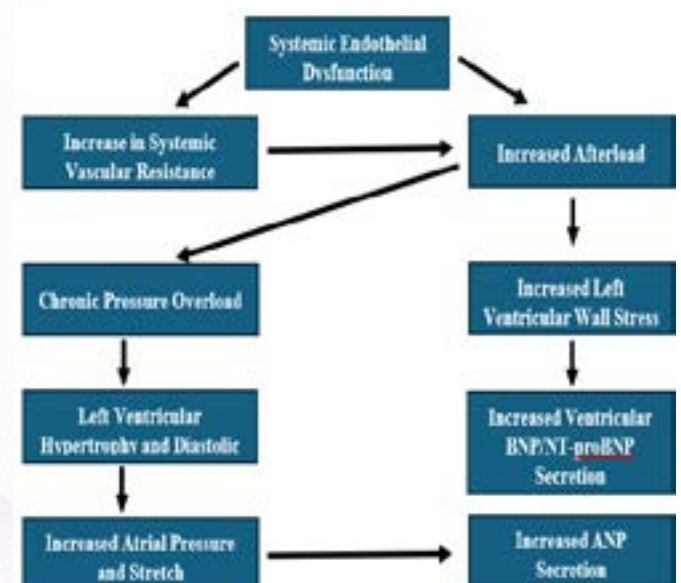 Systemic Endothelial
Dysfunction
Increase in Systemic
Vascular Resistance
Increased Afterload
Chronic Pressure Overload
Increased Left
Ventricular Wall Stress
Left Ventricular
Hypertrophy and Diastolic
Increased Ventricular
BNP/NT-proBNP
Secretion
Increased Atrial Pressure
and Stretch
Increased ANP
Secretion